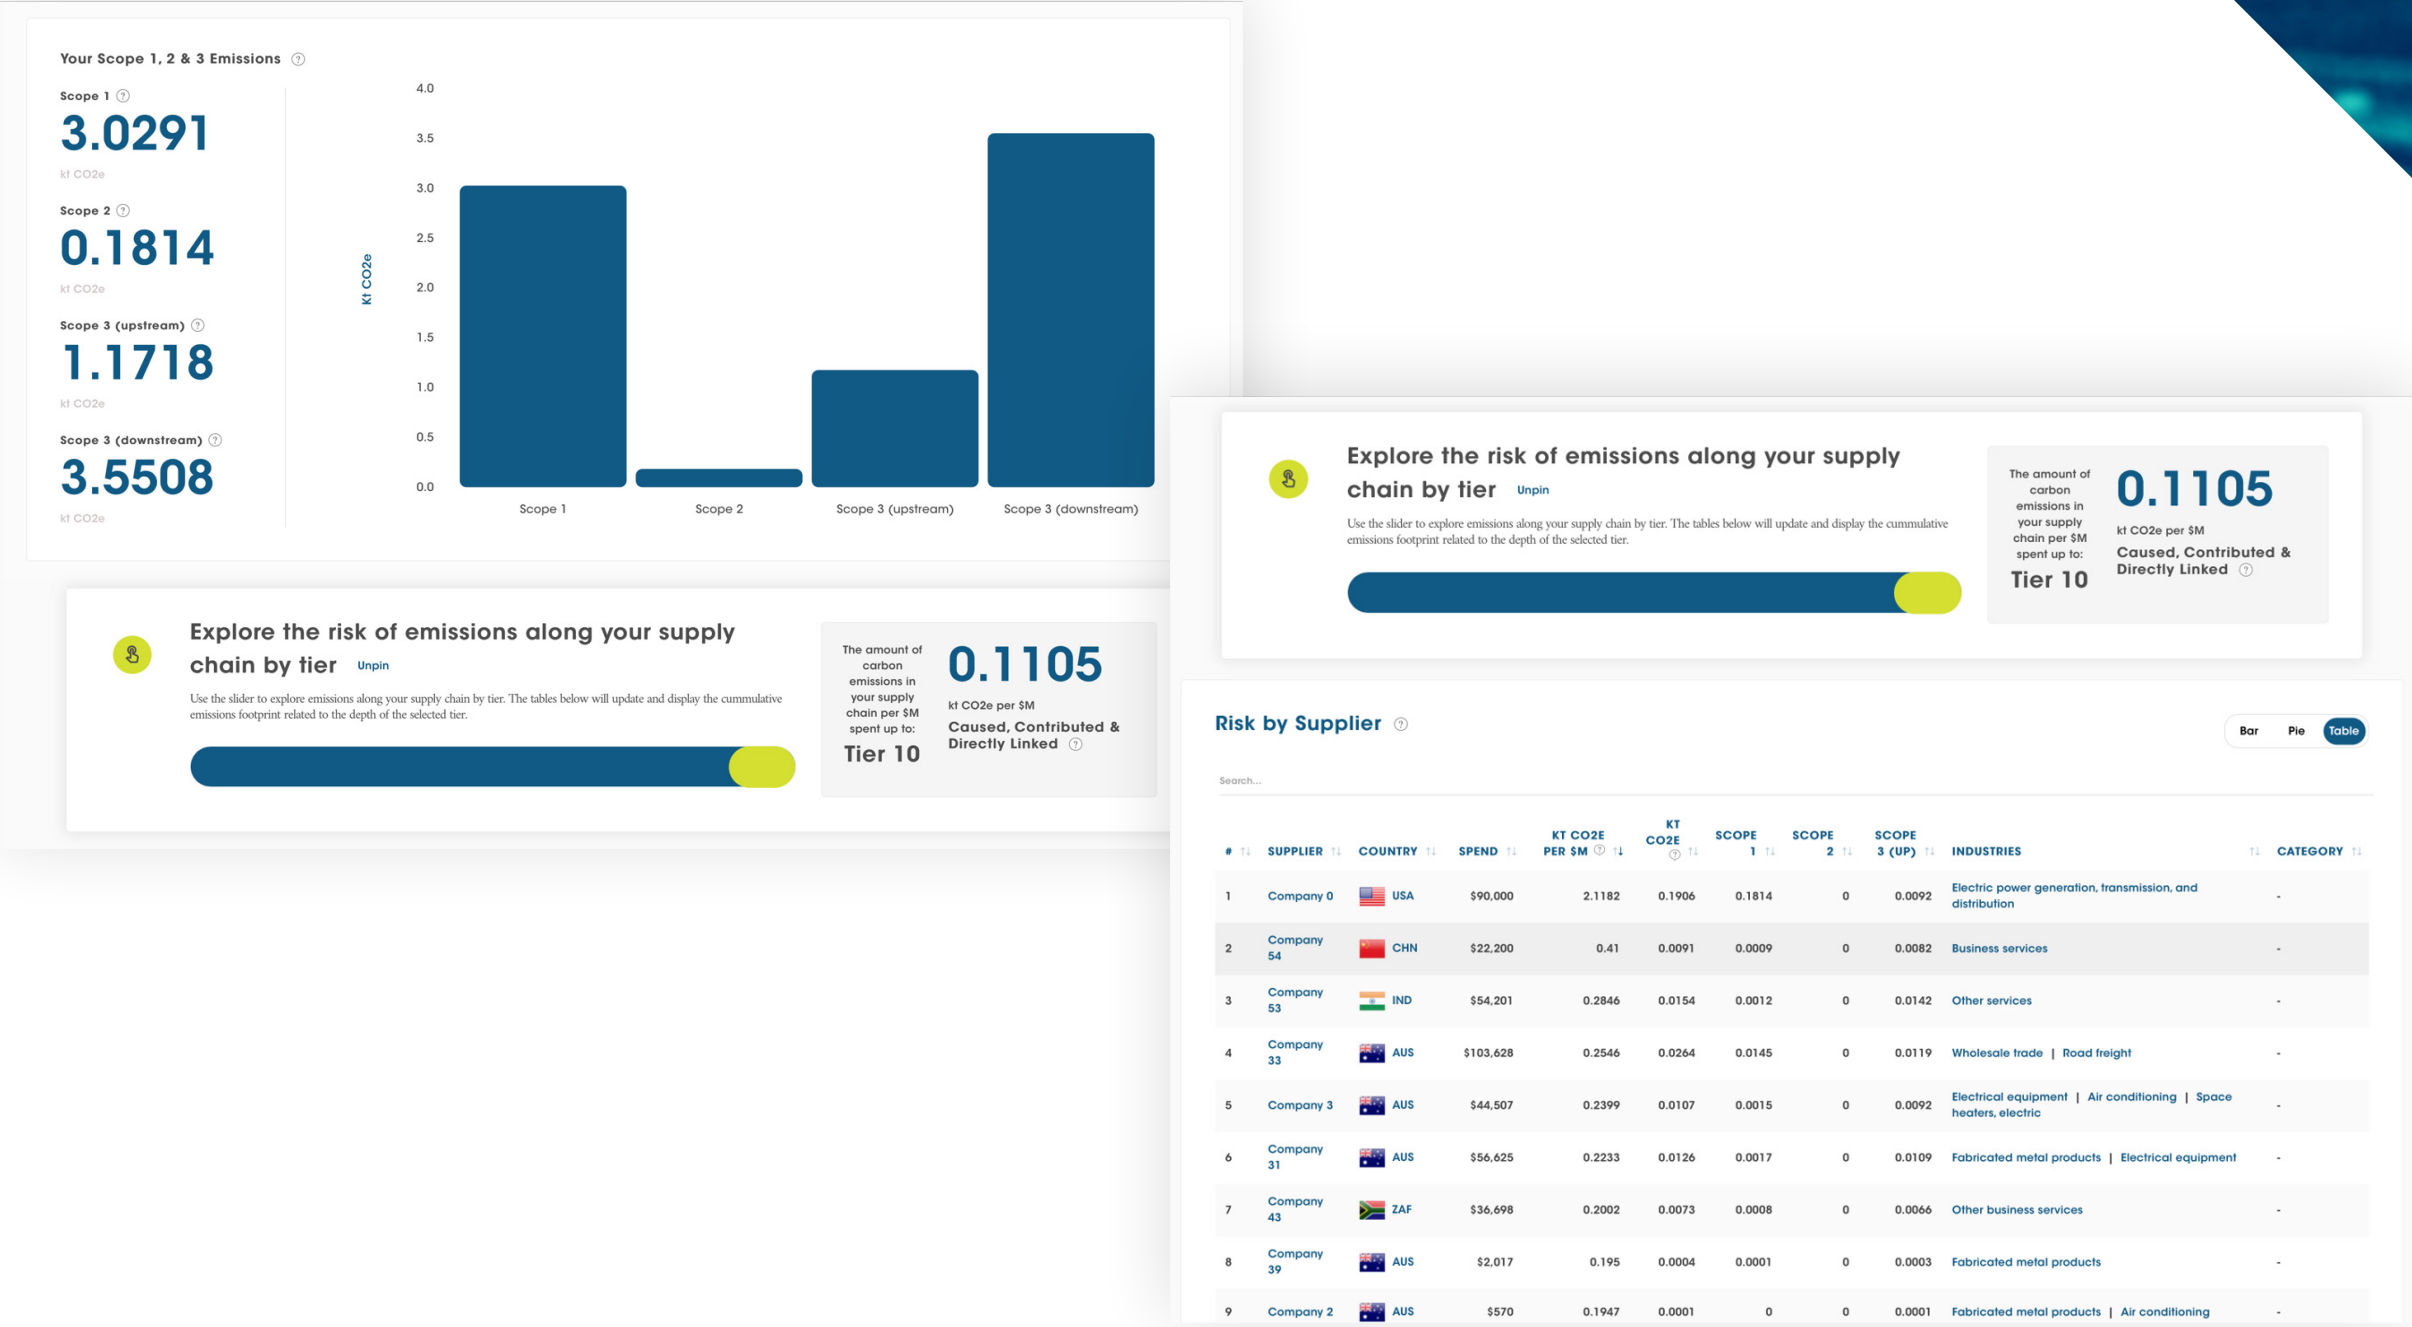 Your Scope 1, 2 & 3 Emissions ?
Scope 1 ?
3.0291
kt CO2e
Scope 2 ?
0.1814
kt CO2e
Scope 3 (upstream) ?
1.1718
kt CO2e
Scope 3 (downstream) ?
3.5508
kt CO2e
Kt CO2e
4.0
3.5
3.0
2.5
2.0
1.5
1.0
0.5
0.0
Scope 1
Scope 2
Scope 3 (upstream)
Scope 3 (downstream)
Explore the risk of emissions along your supply
chain by tier Unpin
Use the slider to explore emissions along your supply chain by tier. The tables below will update and display the cummulative
emissions footprint related to the depth of the selected tier.
The amount of
carbon
emissions in
your supply
chain per $M
spent up to:
Tier 10
0.1105
kt CO2e per $M
Caused, Contributed &
Directly Linked ?
Explore the risk of emissions along your supply
chain by tier Unpin
Use the slider to explore emissions along your supply chain by tier. The tables below will update and display the cummulative
emissions footprint related to the depth of the selected tier.
The amount of
carbon
emissions in
your supply
chain per $M
spent up to:
Tier 10
0.1105
kt CO2e per $M
Caused, Contributed &
Directly Linked ?
Risk by Supplier ?
Bar Pie Table
Search...
# SUPPLIER COUNTRY SPEND KT CO2E PER $M ? KT CO2E ? SCOPE 1 SCOPE 2 SCOPE 3 (UP) INDUSTRIES CATEGORY
1 Company 0 USA $90,000 2.1182 0.1906 0.1814 0 0.0092 Electric power generation, transmission, and distribution -
2 Company 54 CHN $22,200 0.41 0.0091 0.0009 0 0.0082 Business services -
3 Company 53 IND $54,201 0.2846 0.0154 0.0012 0 0.0142 Other services -
4 Company 33 AUS $103,628 0.2546 0.0264 0.0145 0 0.0119 Wholesale trade | Road freight -
5 Company 3 AUS $44,507 0.2399 0.0107 0.0015 0 0.0092 Electrical equipment | Air conditioning | Space heaters, electric -
6 Company 31 AUS $56,625 0.2233 0.0126 0.0017 0 0.0109 Fabricated metal products | Electrical equipment -
7 Company 43 ZAF $36,698 0.2002 0.0073 0.0008 0 0.0066 Other business services -
8 Company 39 AUS $2,017 0.195 0.0004 0.0001 0 0.0003 Fabricated metal products -
9 Company 2 AUS $570 0.1947 0.0001 0 0 0.0001 Fabricated metal products | Air conditioning -